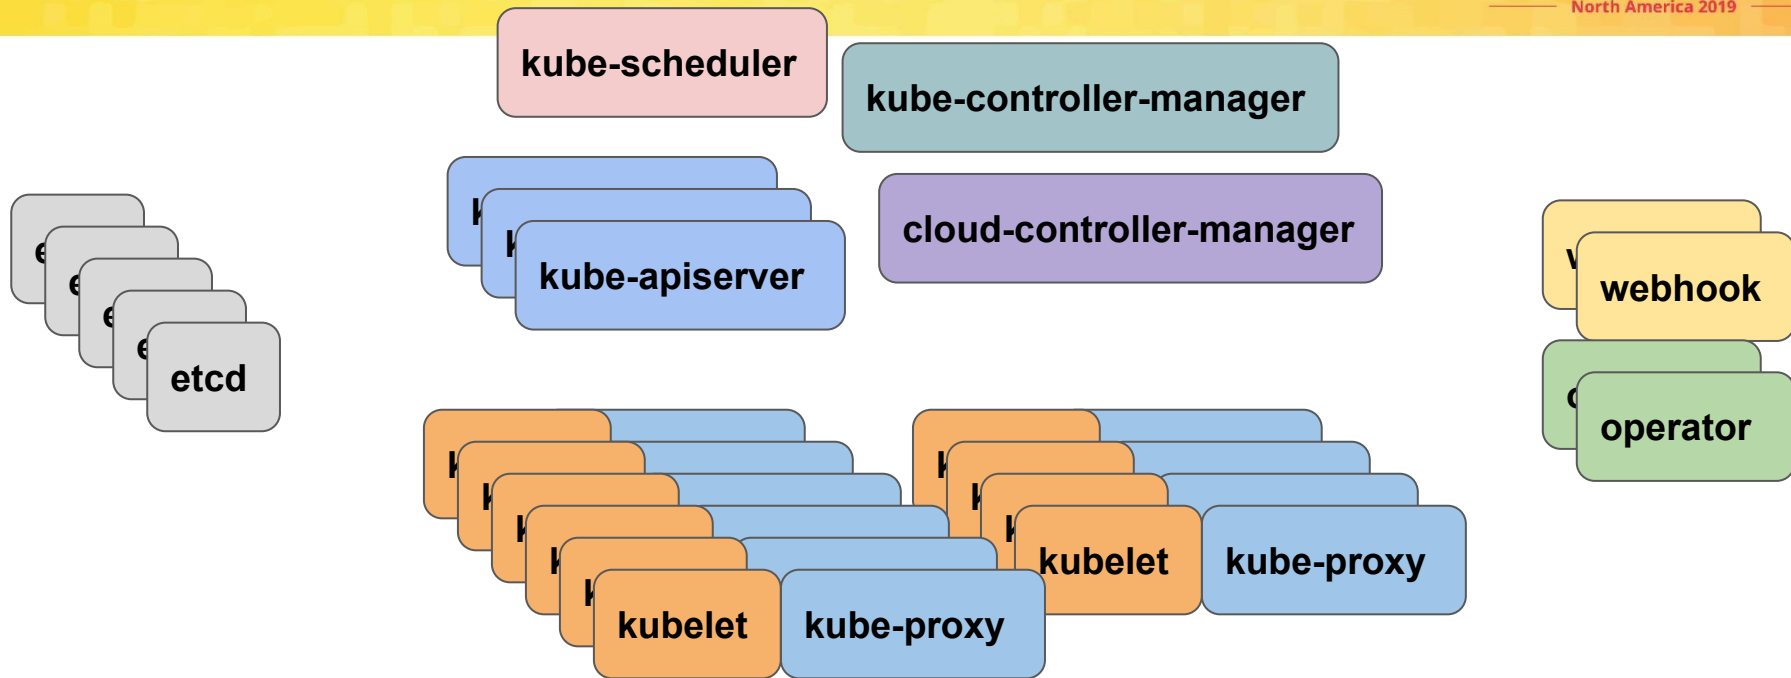 North America 2019
kube-scheduler
kube-controller-manager
cloud-controller-manager
kube-apiserver
etcd
webhook
operator
kubelet
kube-proxy
kubelet
kube-proxy